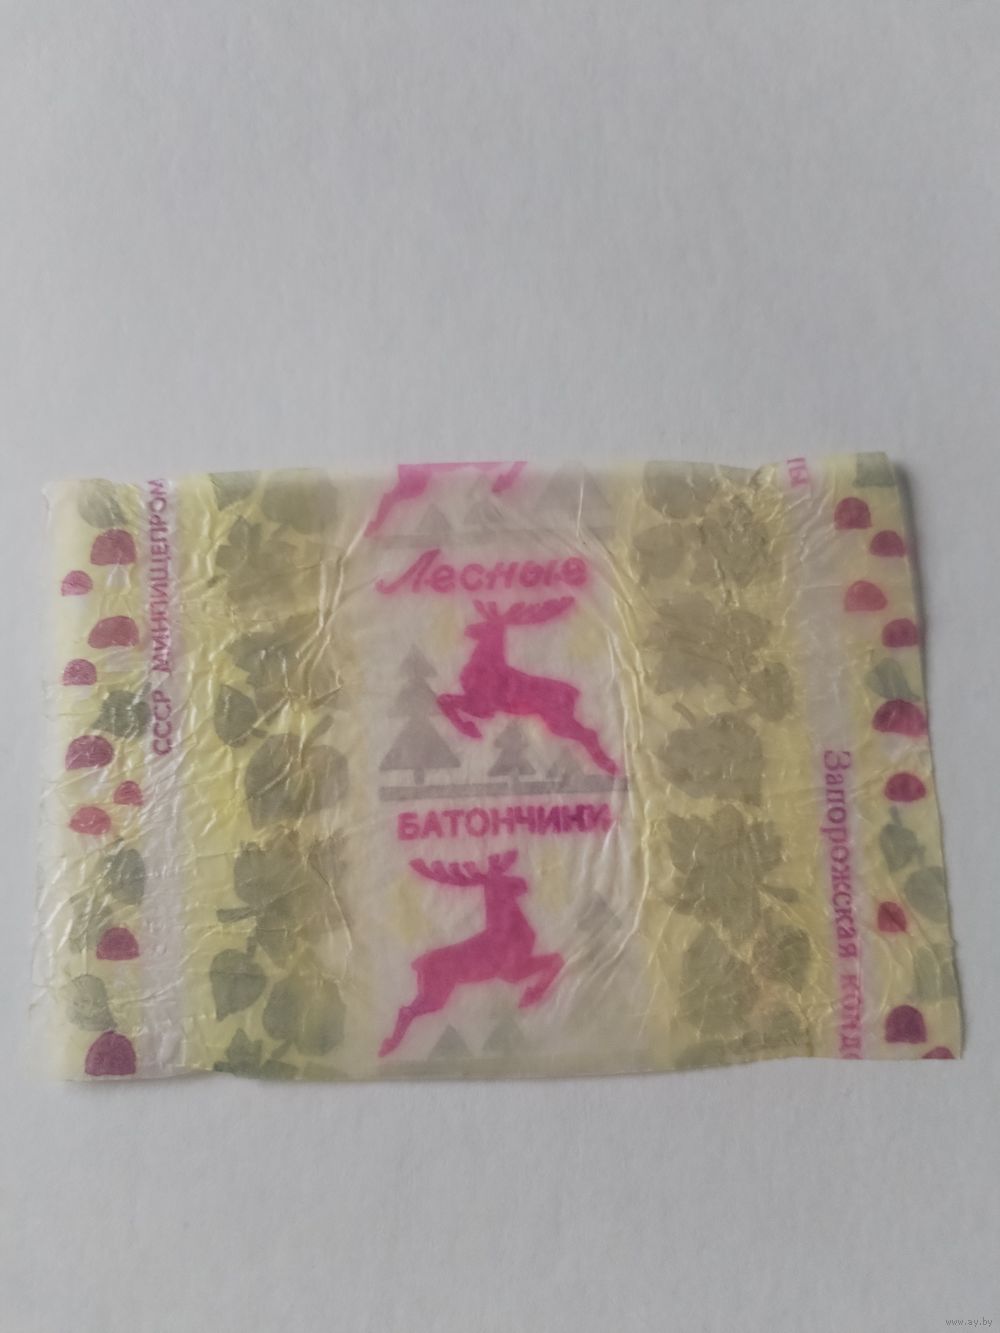 СССР МИНПИЩЕПРОМ
Лесные
БАТОНЧИКИ
Запорожская конд
www.ay.by